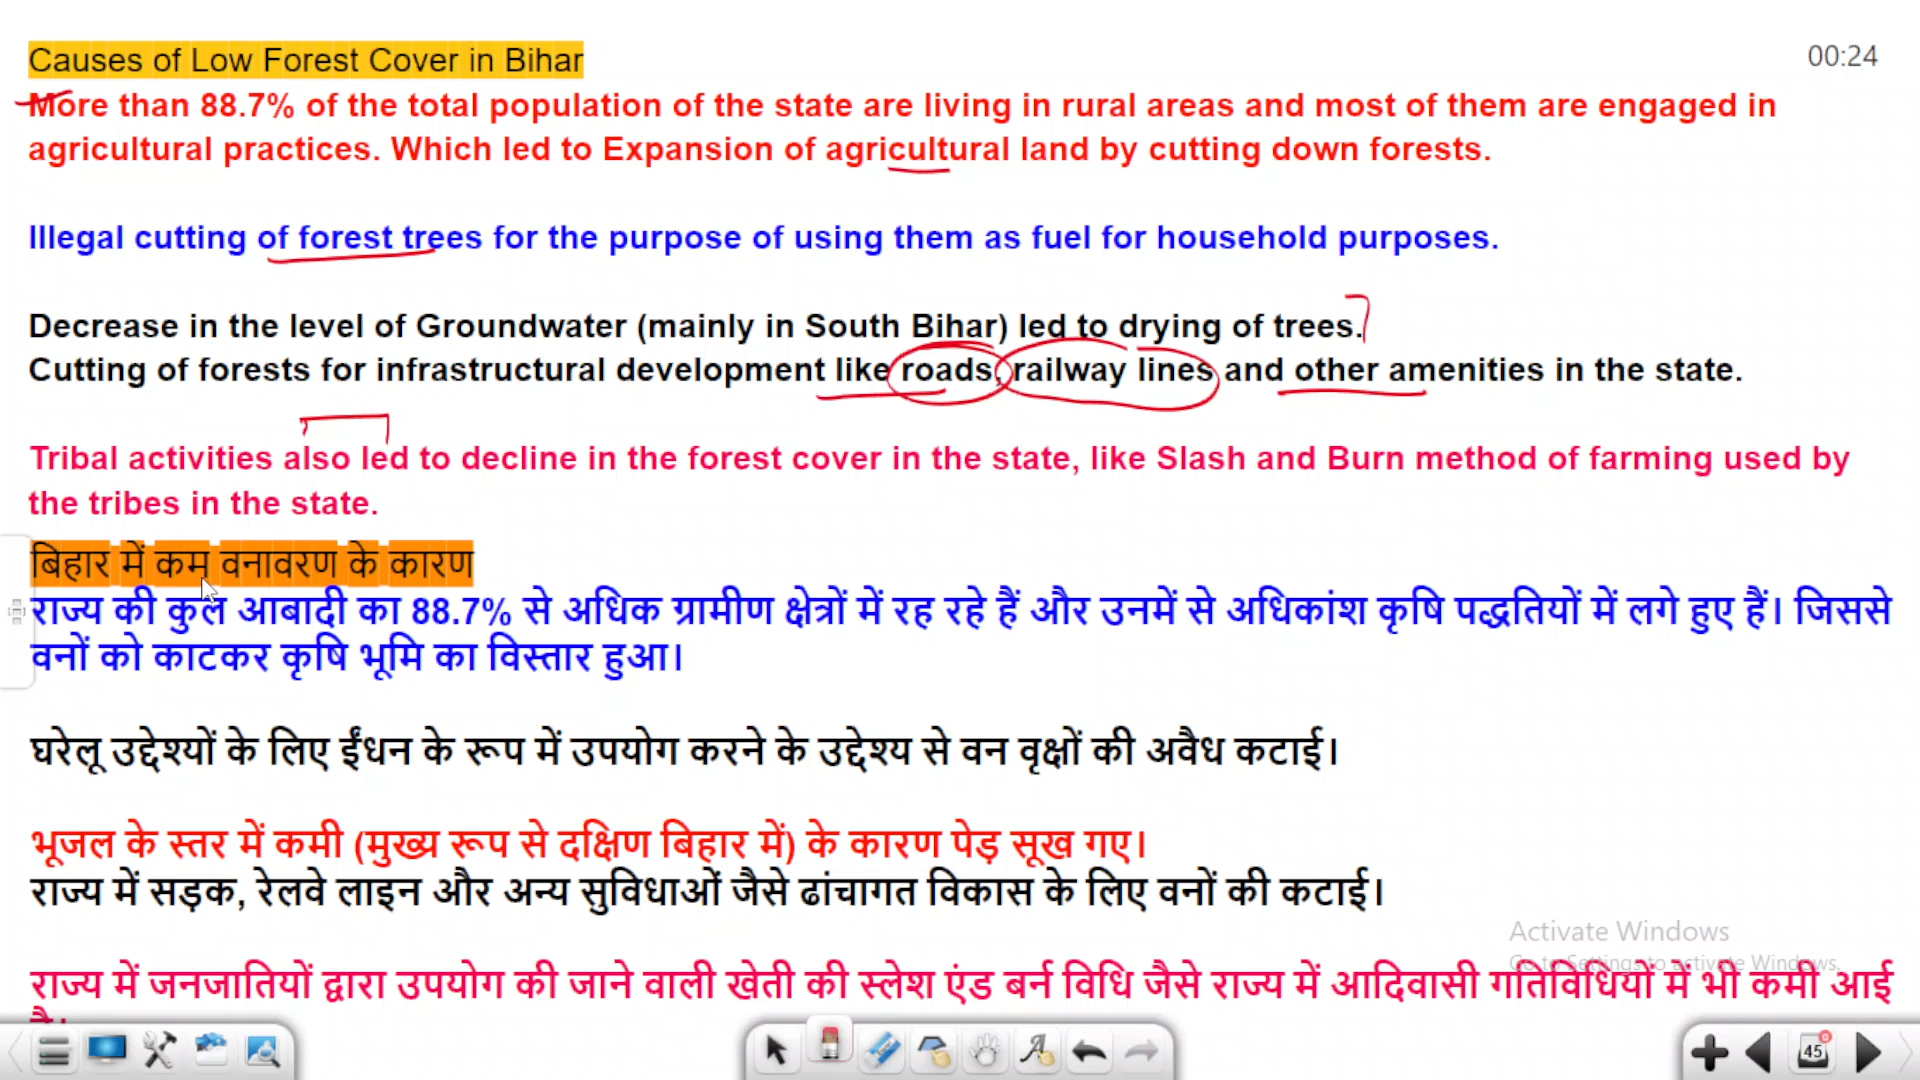 Causes of Low Forest Cover in Bihar
00:24
More than 88.7% of the total population of the state are living in rural areas and most of them are engaged in
agricultural practices. Which led to Expansion of agricultural land by cutting down forests.
Illegal cutting of forest trees for the purpose of using them as fuel for household purposes.
Decrease in the level of Groundwater (mainly in South Bihar) led to drying of trees.
Cutting of forests for infrastructural development like roads, railway lines and other amenities in the state.
Tribal activities also led to decline in the forest cover in the state, like Slash and Burn method of farming used by
the tribes in the state.
बिहार में कम वनावरण के कारण
राज्य की कुल आबादी का 88.7% से अधिक ग्रामीण क्षेत्रों में रह रहे हैं और उनमें से अधिकांश कृषि पद्धतियों में लगे हुए हैं। जिससे
वनों को काटकर कृषि भूमि का विस्तार हुआ।
घरेलू उद्देश्यों के लिए ईंधन के रूप में उपयोग करने के उद्देश्य से वन वृक्षों की अवैध कटाई।
भूजल के स्तर में कमी (मुख्य रूप से दक्षिण बिहार में) के कारण पेड़ सूख गए।
राज्य में सड़क, रेलवे लाइन और अन्य सुविधाओं जैसे ढांचागत विकास के लिए वनों की कटाई।
Activate Windows
Go to Settings to activate Windows.
राज्य में जनजातियों द्वारा उपयोग की जाने वाली खेती की स्लेश एंड बर्न विधि जैसे राज्य में आदिवासी गतिविधियों में भी कमी आई
है।
45